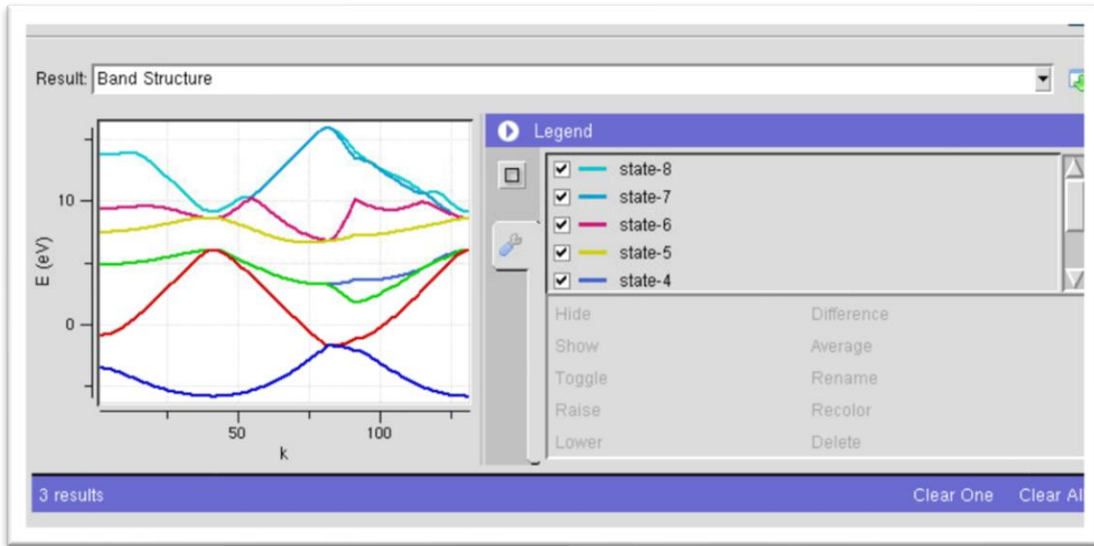 Result: Band Structure
10
0
E (eV)
50
100
k
Legend
state-8
state-7
state-6
state-5
state-4
Hide
Difference
Show
Average
Toggle
Rename
Raise
Recolor
Lower
Delete
3 results
Clear One
Clear Al